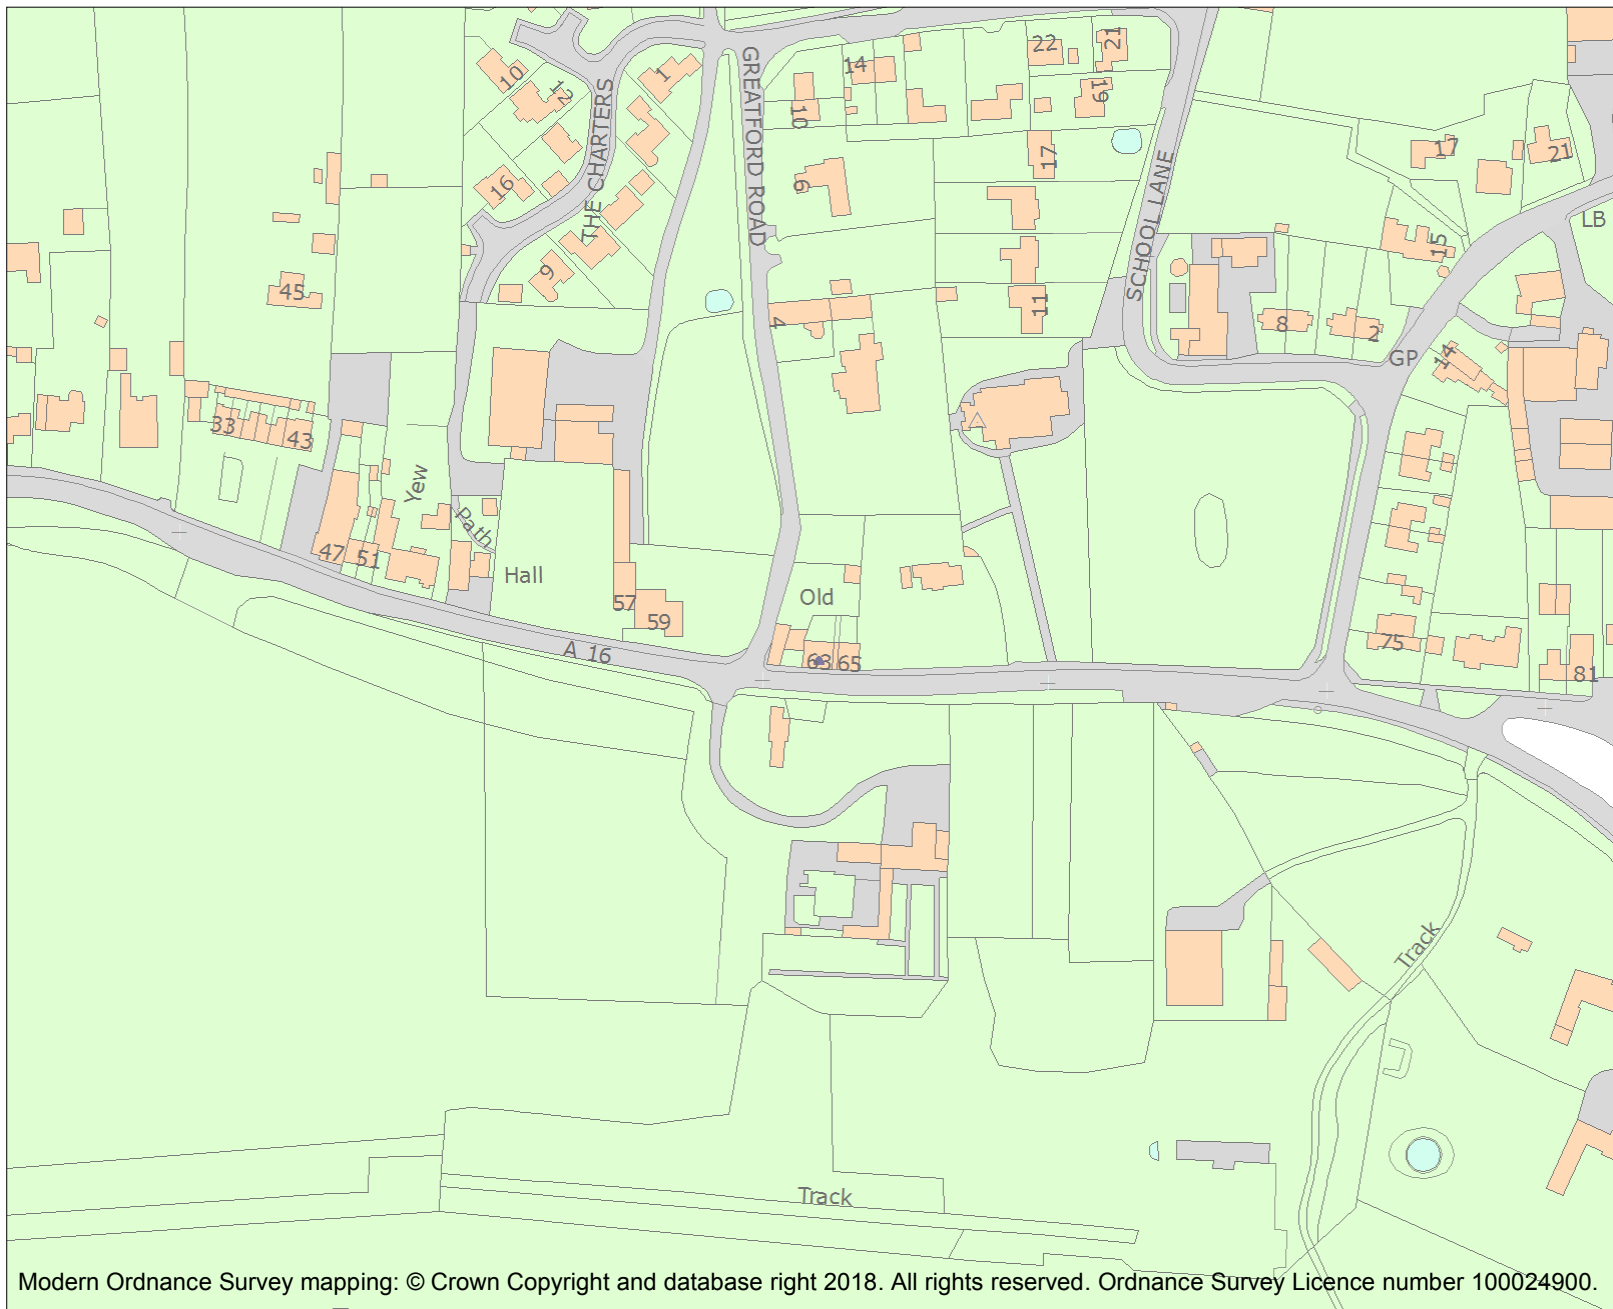 22
21
14
1
10
12
19
10
GREATFORD ROAD
THE CHARTERS
17
17
21
16
6
SCHOOL LANE
LB
15
9
45
11
4
8
2
GP
14
33
43
Yew
Path
47
51
Hall
57
59
Old
A 16
63
65
75
81
Track
Track
Modern Ordnance Survey mapping: © Crown Copyright and database right 2018. All rights reserved. Ordnance Survey Licence number 100024900.